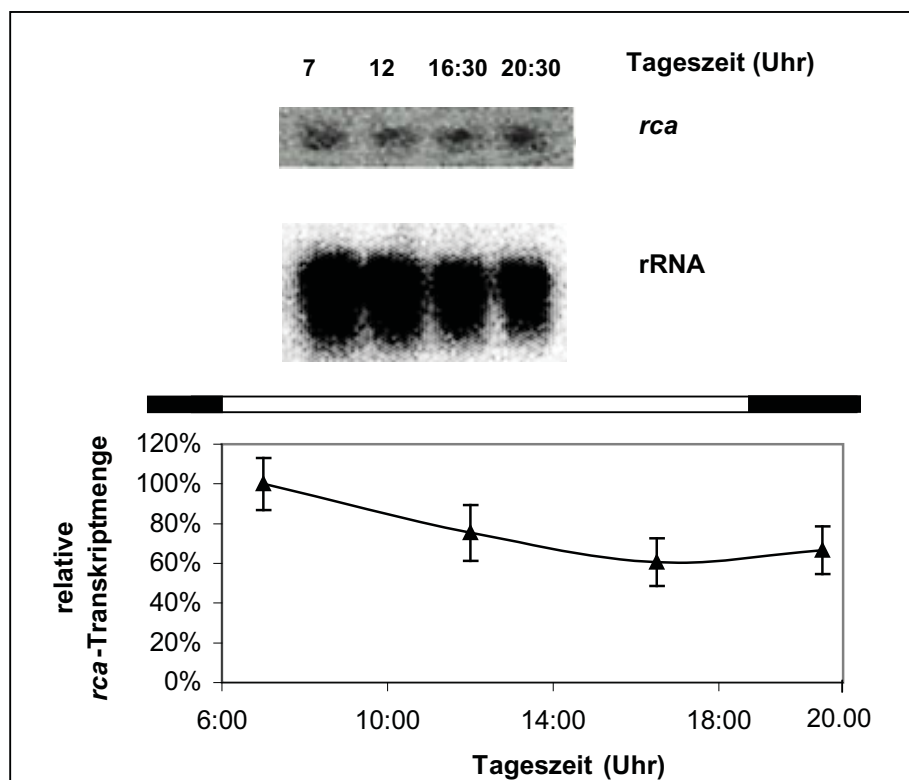 7 12 16:30 20:30 Tageszeit (Uhr)
rca
rRNA
relative
rca-Transkriptmenge
120%
100%
80%
60%
40%
20%
0%
6:00 10:00 14:00 18:00 20.00
Tageszeit (Uhr)